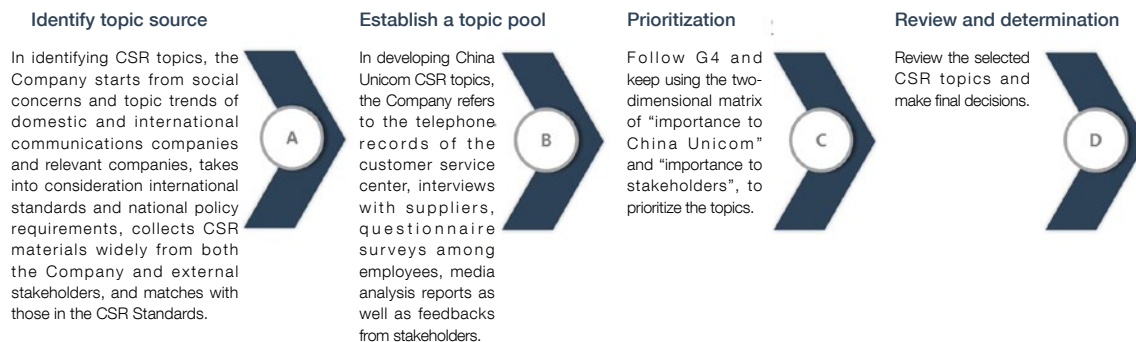 Identify topic source
In identifying CSR topics, the
Company starts from social
concerns and topic trends of
domestic and international
communications companies
and relevant companies, takes
into consideration international
standards and national policy
requirements, collects CSR
materials widely from both
the Company and external
stakeholders, and matches with
those in the CSR Standards.
A
Establish a topic pool
In developing China
Unicom CSR topics,
the Company refers
to the telephone
records of the
customer service
center, interviews
with suppliers,
questionnaire
surveys among
employees, media
analysis reports as
well as feedbacks
from stakeholders.
B
Prioritization
Follow G4 and
keep using the two-
dimensional matrix
of “importance to
China Unicom”
and “importance to
stakeholders”, to
prioritize the topics.
C
Review and determination
Review the selected
CSR topics and
make final decisions.
D